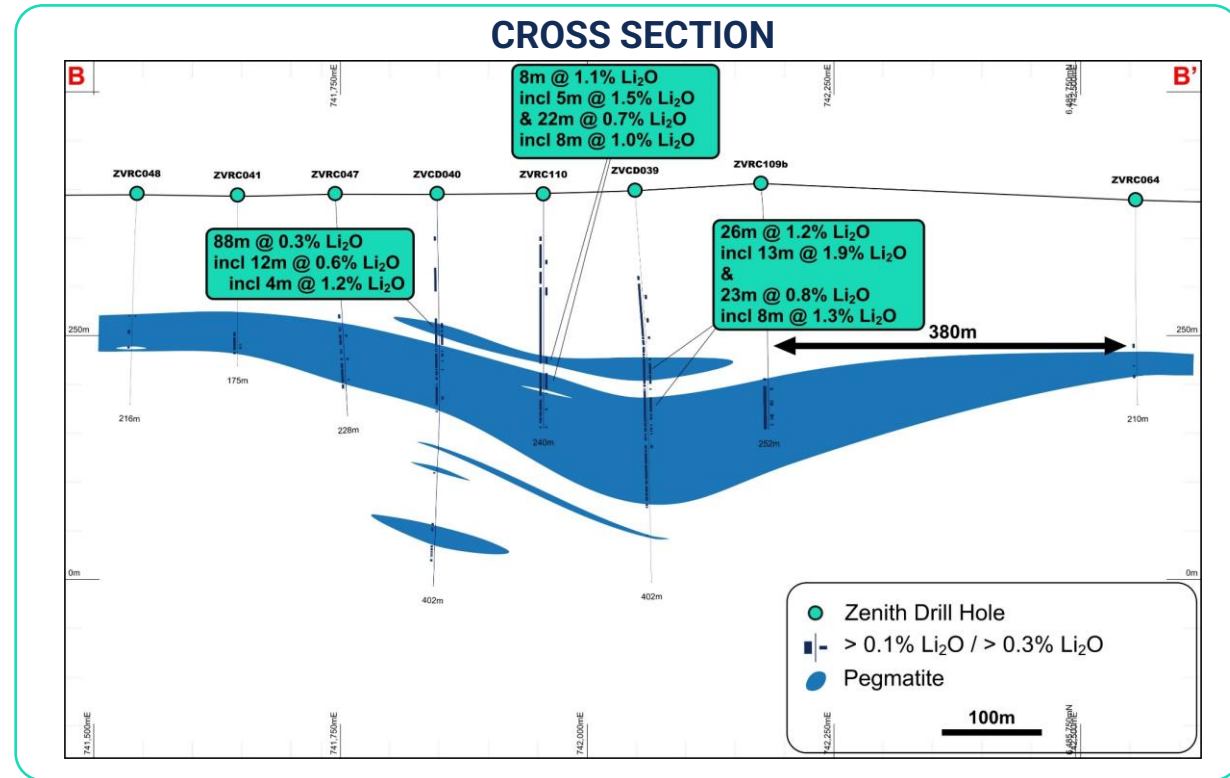 CROSS SECTION
B
B'
741,750mE
742,250mE
8m @ 1.1% Li₂O
incl 5m @ 1.5% Li₂O
& 22m @ 0.7% Li₂O
incl 8m @ 1.0% Li₂O
ZVRC048
ZVRC041
ZVRC047
ZVCD040
ZVRC110
ZVCD039
ZVRC109b
ZVRC064
88m @ 0.3% Li₂O
incl 12m @ 0.6% Li₂O
incl 4m @ 1.2% Li₂O
26m @ 1.2% Li₂O
incl 13m @ 1.9% Li₂O
&
23m @ 0.8% Li₂O
incl 8m @ 1.3% Li₂O
250m
250m
380m
216m
175m
228m
240m
252m
210m
0m
0m
402m
402m
Zenith Drill Hole
> 0.1% Li₂O / > 0.3% Li₂O
Pegmatite
100m
741,500mE
741,750mE
742,000mE
742,250mE